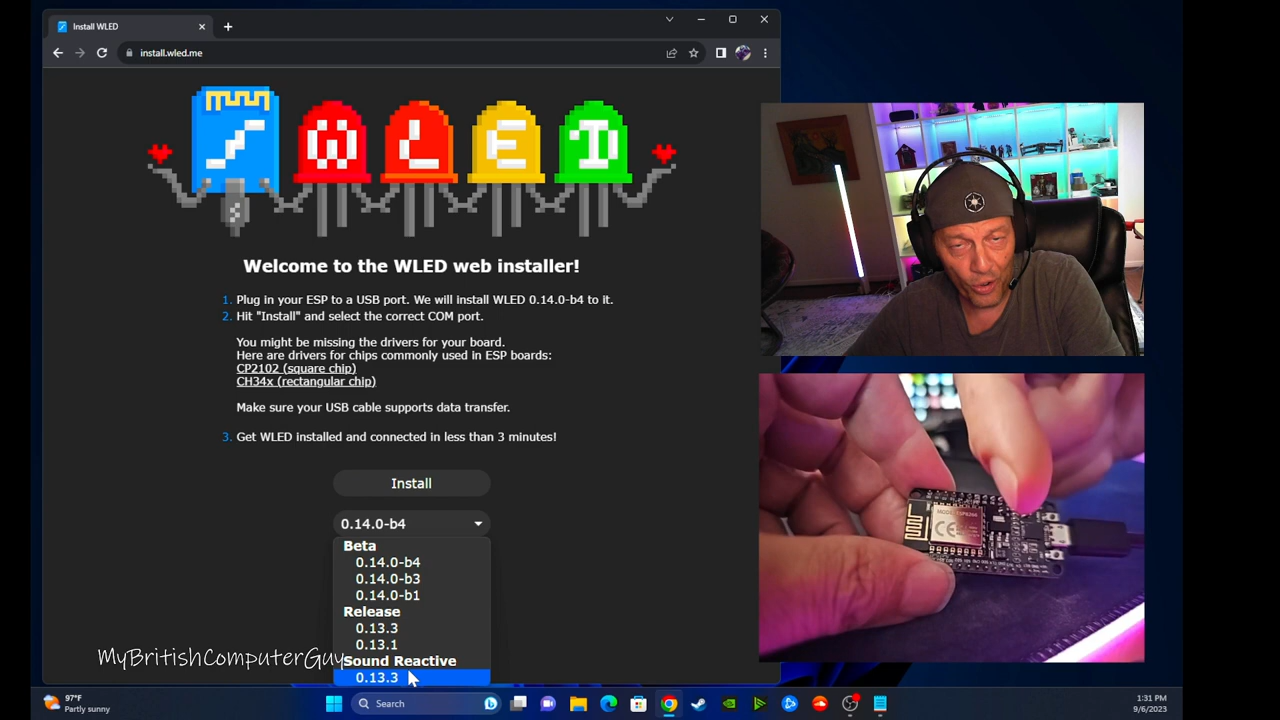 Install WLED
install.wled.me
WLED
Welcome to the WLED web installer!
1. Plug in your ESP to a USB port. We will install WLED 0.14.0-b4 to it.
2. Hit "Install" and select the correct COM port.
You might be missing the drivers for your board.
Here are drivers for chips commonly used in ESP boards:
CP2102 (square chip)
CH34x (rectangular chip)
Make sure your USB cable supports data transfer.
3. Get WLED installed and connected in less than 3 minutes!
Install
0.14.0-b4
Beta
0.14.0-b4
0.14.0-b3
0.14.0-b1
Release
0.13.3
0.13.1
Sound Reactive
0.13.3
MyBritishComputerGuy
97°F
Partly sunny
Search
1:31 PM
9/6/2023